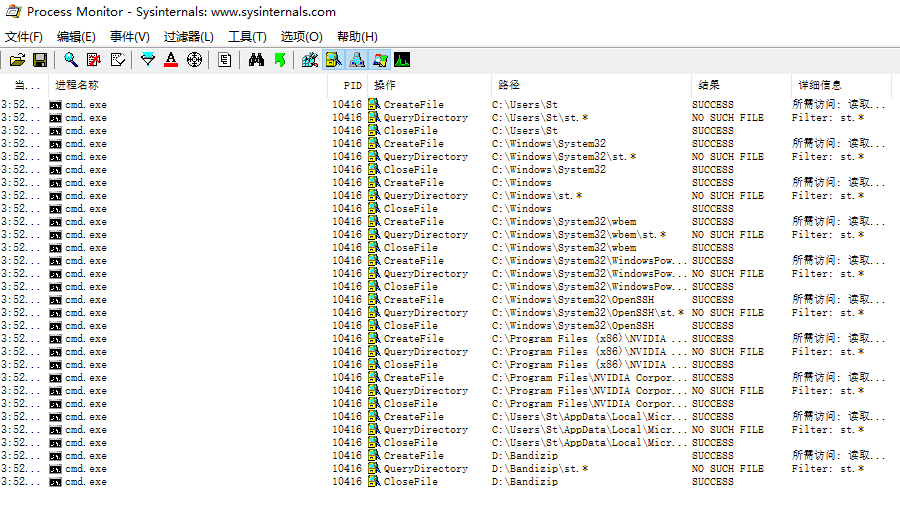 Process Monitor - Sysinternals: www.sysinternals.com
文件(F) 编辑(E) 事件(V) 过滤器(L) 工具(T) 选项(O) 帮助(H)
当... 进程名称 PID 操作 路径 结果 详细信息
3:52... cmd.exe 10416 CreateFile C:\Users\St SUCCESS 所需访问: 读取...
3:52... cmd.exe 10416 QueryDirectory C:\Users\St\st.* NO SUCH FILE Filter: st.*
3:52... cmd.exe 10416 CloseFile C:\Users\St SUCCESS
3:52... cmd.exe 10416 CreateFile C:\Windows\System32 SUCCESS 所需访问: 读取...
3:52... cmd.exe 10416 QueryDirectory C:\Windows\System32\st.* NO SUCH FILE Filter: st.*
3:52... cmd.exe 10416 CloseFile C:\Windows\System32 SUCCESS
3:52... cmd.exe 10416 CreateFile C:\Windows SUCCESS 所需访问: 读取...
3:52... cmd.exe 10416 QueryDirectory C:\Windows\st.* NO SUCH FILE Filter: st.*
3:52... cmd.exe 10416 CloseFile C:\Windows SUCCESS
3:52... cmd.exe 10416 CreateFile C:\Windows\System32\wbem SUCCESS 所需访问: 读取...
3:52... cmd.exe 10416 QueryDirectory C:\Windows\System32\wbem\st.* NO SUCH FILE Filter: st.*
3:52... cmd.exe 10416 CloseFile C:\Windows\System32\wbem SUCCESS
3:52... cmd.exe 10416 CreateFile C:\Windows\System32\WindowsPow... SUCCESS 所需访问: 读取...
3:52... cmd.exe 10416 QueryDirectory C:\Windows\System32\WindowsPow... NO SUCH FILE Filter: st.*
3:52... cmd.exe 10416 CloseFile C:\Windows\System32\WindowsPow... SUCCESS
3:52... cmd.exe 10416 CreateFile C:\Windows\System32\OpenSSH SUCCESS 所需访问: 读取...
3:52... cmd.exe 10416 QueryDirectory C:\Windows\System32\OpenSSH\st.* NO SUCH FILE Filter: st.*
3:52... cmd.exe 10416 CloseFile C:\Windows\System32\OpenSSH SUCCESS
3:52... cmd.exe 10416 CreateFile C:\Program Files (x86)\NVIDIA ... SUCCESS 所需访问: 读取...
3:52... cmd.exe 10416 QueryDirectory C:\Program Files (x86)\NVIDIA ... NO SUCH FILE Filter: st.*
3:52... cmd.exe 10416 CloseFile C:\Program Files (x86)\NVIDIA ... SUCCESS
3:52... cmd.exe 10416 CreateFile C:\Program Files\NVIDIA Corpor... SUCCESS 所需访问: 读取...
3:52... cmd.exe 10416 QueryDirectory C:\Program Files\NVIDIA Corpor... NO SUCH FILE Filter: st.*
3:52... cmd.exe 10416 CloseFile C:\Program Files\NVIDIA Corpor... SUCCESS
3:52... cmd.exe 10416 CreateFile C:\Users\St\AppData\Local\Micr... SUCCESS 所需访问: 读取...
3:52... cmd.exe 10416 QueryDirectory C:\Users\St\AppData\Local\Micr... NO SUCH FILE Filter: st.*
3:52... cmd.exe 10416 CloseFile C:\Users\St\AppData\Local\Micr... SUCCESS
3:52... cmd.exe 10416 CreateFile D:\Bandizip SUCCESS 所需访问: 读取...
3:52... cmd.exe 10416 QueryDirectory D:\Bandizip\st.* NO SUCH FILE Filter: st.*
3:52... cmd.exe 10416 CloseFile D:\Bandizip SUCCESS